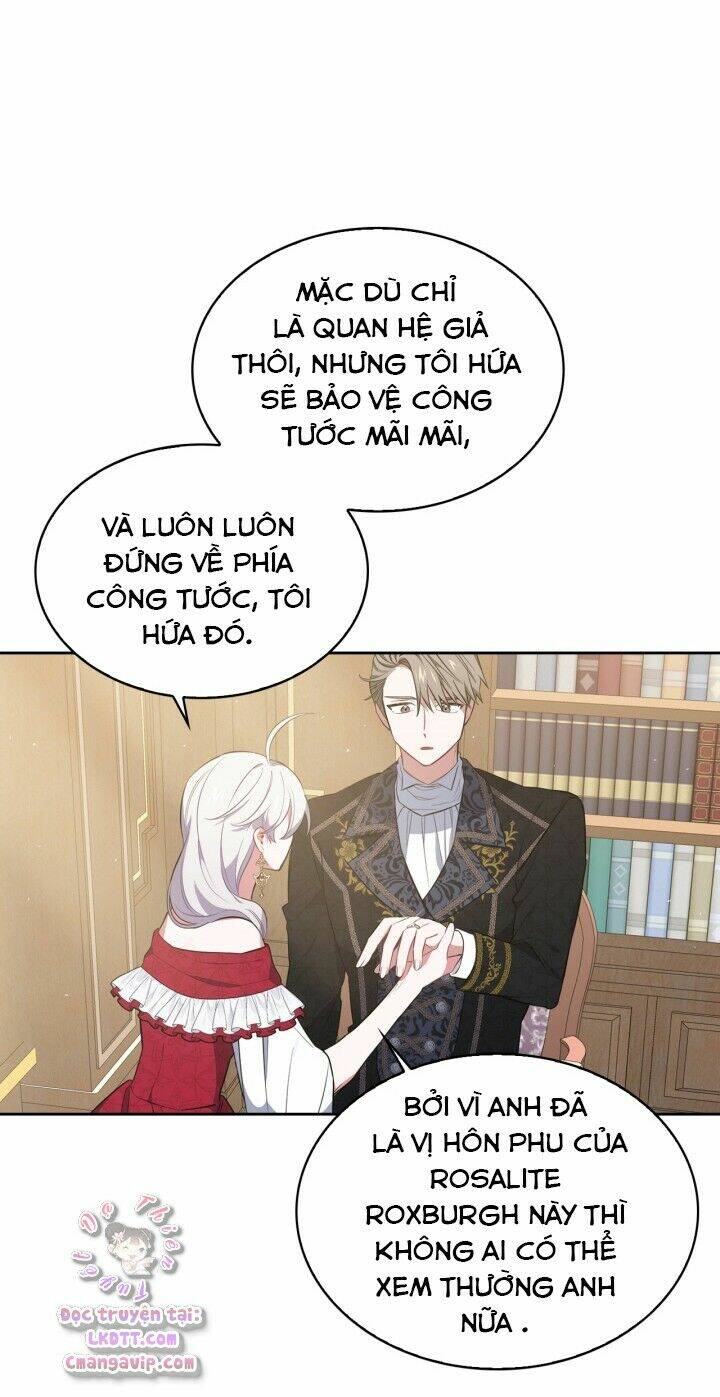 MẶC DÙ CHỈ
LÀ QUAN HỆ GIẢ
THÔI, NHƯNG TÔI HỨA
SẼ BẢO VỆ CÔNG
TƯỚC MÃI MÃI,
VÀ LUÔN LUÔN
ĐỨNG VỀ PHÍA
CÔNG TƯỚC, TÔI
HỨA ĐÓ.
BỞI VÌ ANH ĐÃ
LÀ VỊ HÔN PHU CỦA
ROSALITE
ROXBURGH NÀY THÌ
KHÔNG AI CÓ THỂ
XEM THƯỜNG ANH
NỮA .
Nguyệt Dạ Thiên
Đọc truyện tại:
LKDTT.com
Cmangavip.com